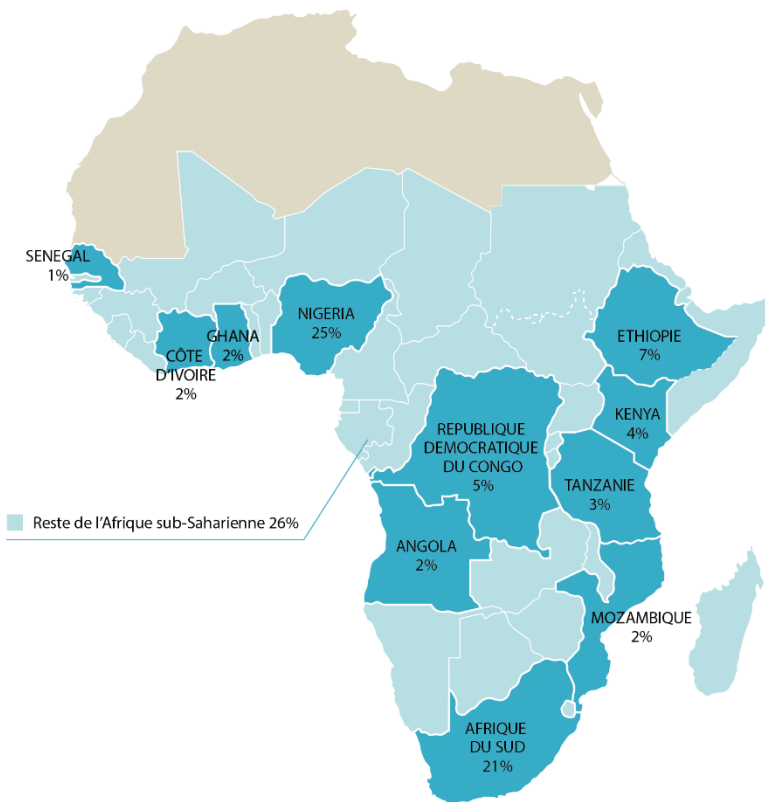 SENEGAL
1%
CÔTE
D'IVOIRE
2%
GHANA
2%
NIGERIA
25%
ETHIOPIE
7%
KENYA
4%
REPUBLIQUE
DEMOCRATIQUE
DU CONGO
5%
TANZANIE
3%
Reste de l'Afrique sub-Saharienne 26%
ANGOLA
2%
MOZAMBIQUE
2%
AFRIQUE
DU SUD
21%